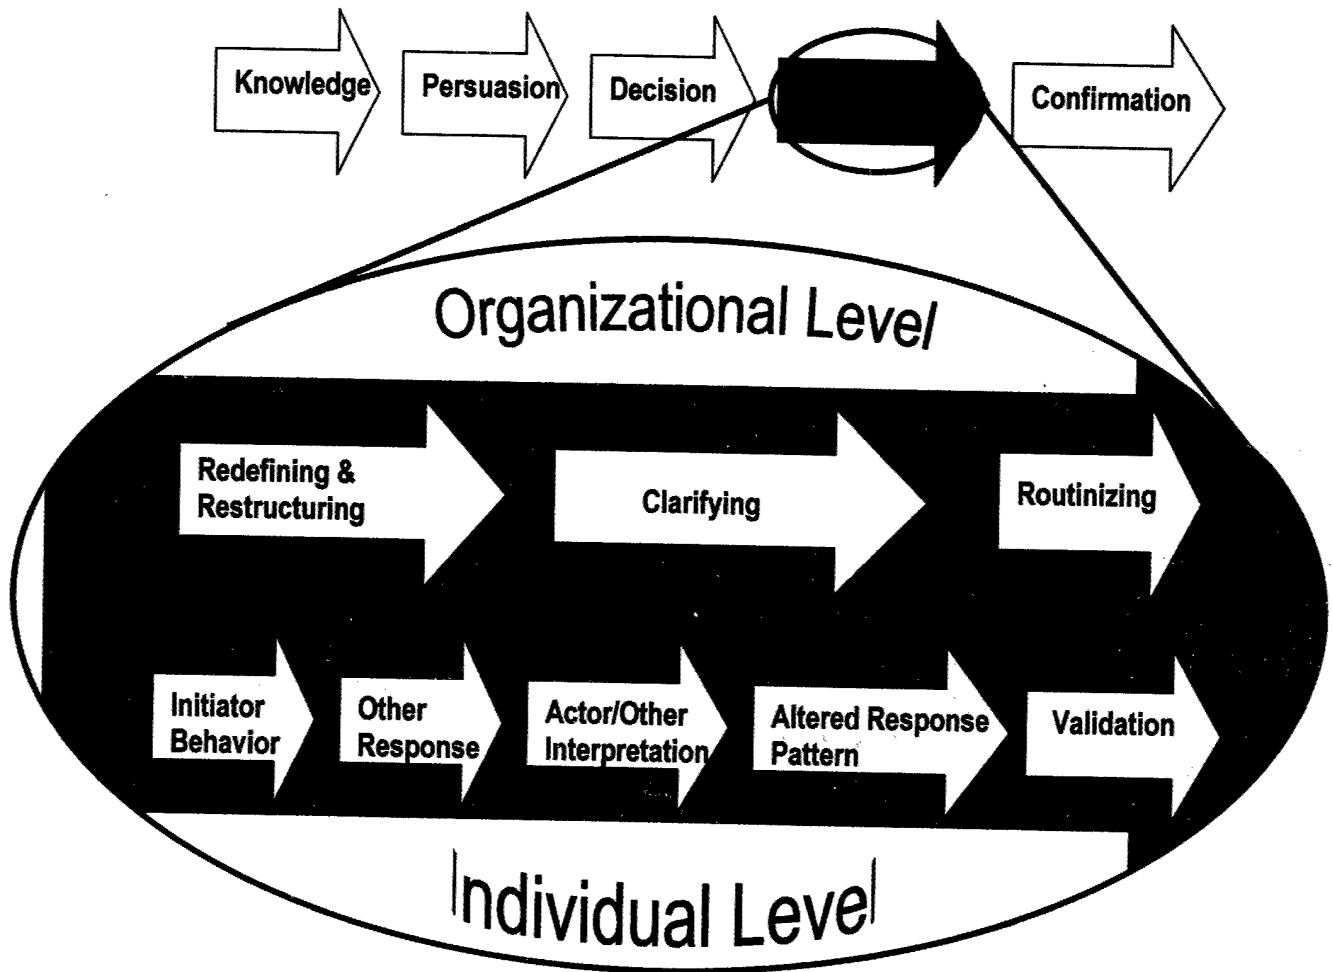 Knowledge
Persuasion
Decision
Confirmation
Organizational Level
Redefining &
Restructuring
Clarifying
Routinizing
Initiator
Behavior
Other
Response
Actor/Other
Interpretation
Altered Response
Pattern
Validation
Individual Level